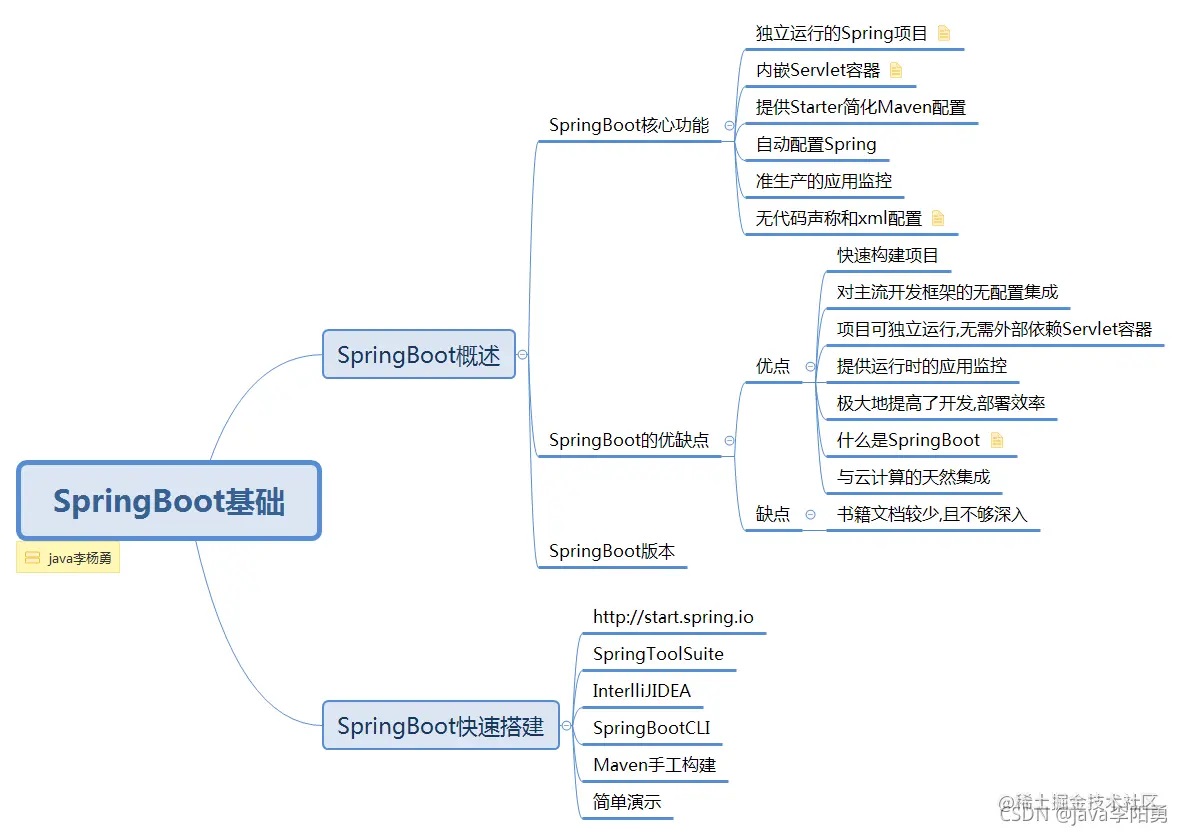 SpringBoot基础
java李杨勇
SpringBoot概述
SpringBoot核心功能
独立运行的Spring项目
内嵌Servlet容器
提供Starter简化Maven配置
自动配置Spring
准生产的应用监控
无代码声称和xml配置
SpringBoot的优缺点
优点
快速构建项目
对主流开发框架的无配置集成
项目可独立运行,无需外部依赖Servlet容器
提供运行时的应用监控
极大地提高了开发,部署效率
什么是SpringBoot
与云计算的天然集成
缺点
书籍文档较少,且不够深入
SpringBoot版本
SpringBoot快速搭建
http://start.spring.io
SpringToolSuite
InterlliJIDEA
SpringBootCLI
Maven手工构建
简单演示
@稀土掘金技术社区
CSDN @java李阳勇